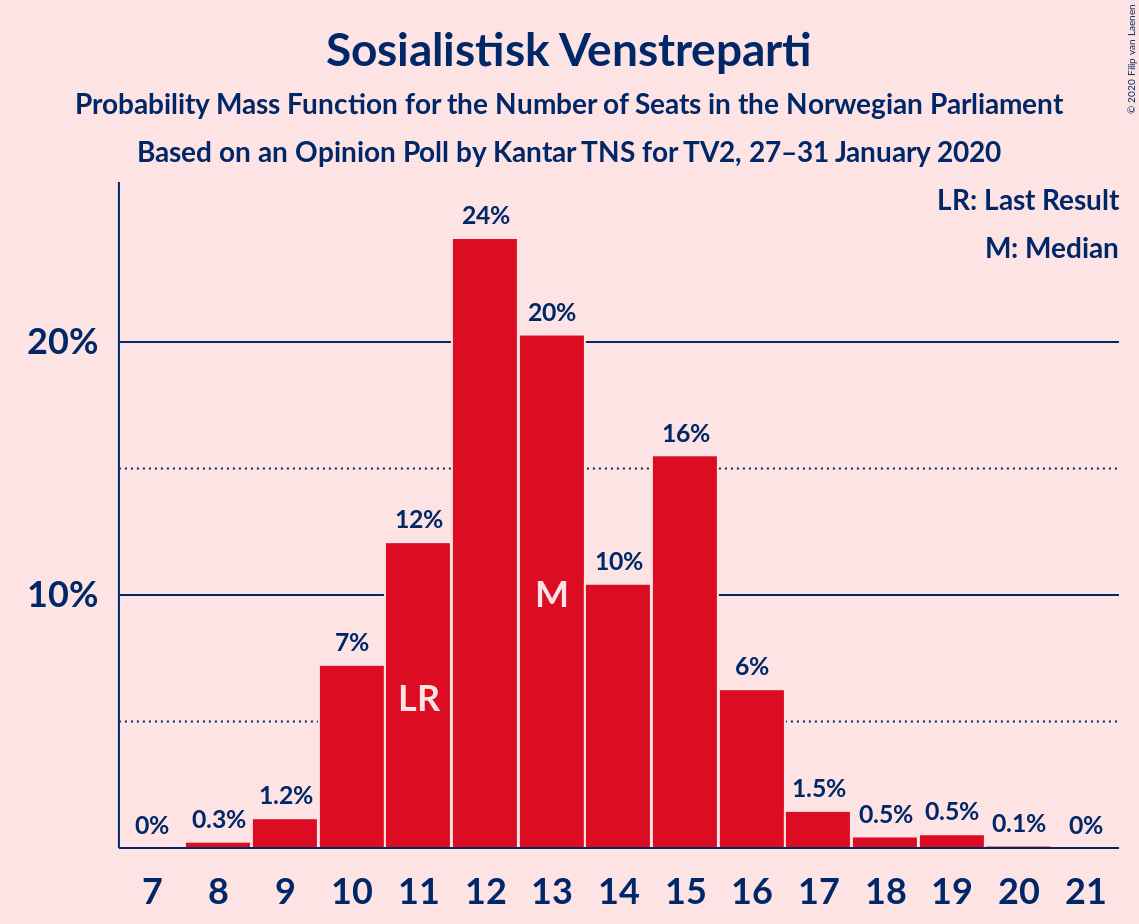 Sosialistisk Venstreparti
Probability Mass Function for the Number of Seats in the Norwegian Parliament
Based on an Opinion Poll by Kantar TNS for TV2, 27–31 January 2020
© 2020 Filip van Laenen
LR: Last Result
M: Median
24%
20%
20%
16%
12%
10%
10%
M
7%
6%
LR
1.2%
1.5%
0%
0.3%
0.5%
0.5%
0.1%
0%
7 8 9 10 11 12 13 14 15 16 17 18 19 20 21